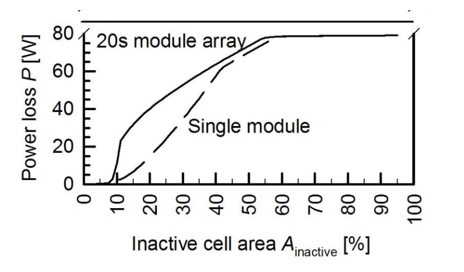 80
60
40
20
0
Power loss P [W]
20s module array
Single module
0 10 20 30 40 50 60 70 80 90 100
Inactive cell area Ainactive [%]